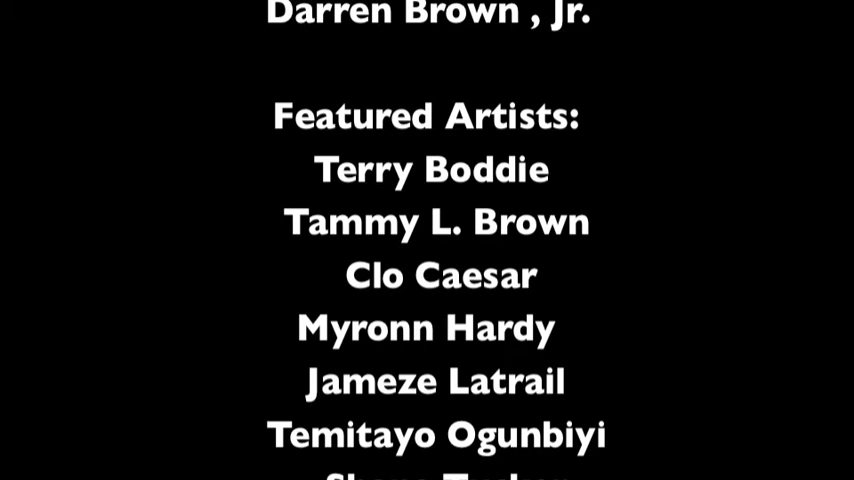 Darren Brown , Jr.
Featured Artists:
Terry Boddie
Tammy L. Brown
Clo Caesar
Myronn Hardy
Jameze Latrail
Temitayo Ogunbiyi